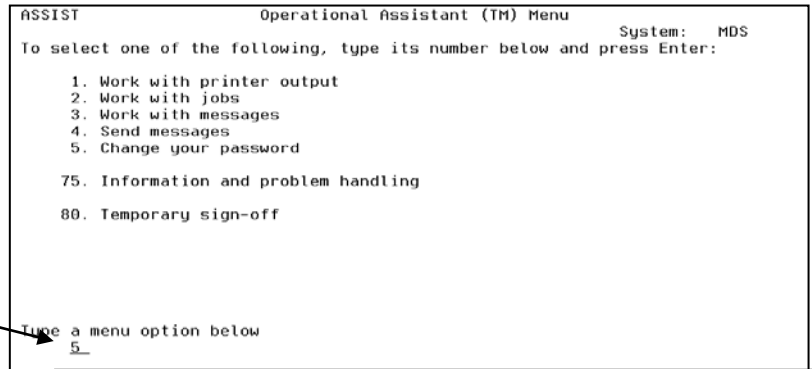 ASSIST Operational Assistant (TM) Menu
System: MDS
To select one of the following, type its number below and press Enter:
1. Work with printer output
2. Work with jobs
3. Work with messages
4. Send messages
5. Change your password
75. Information and problem handling
80. Temporary sign-off
Type a menu option below
5